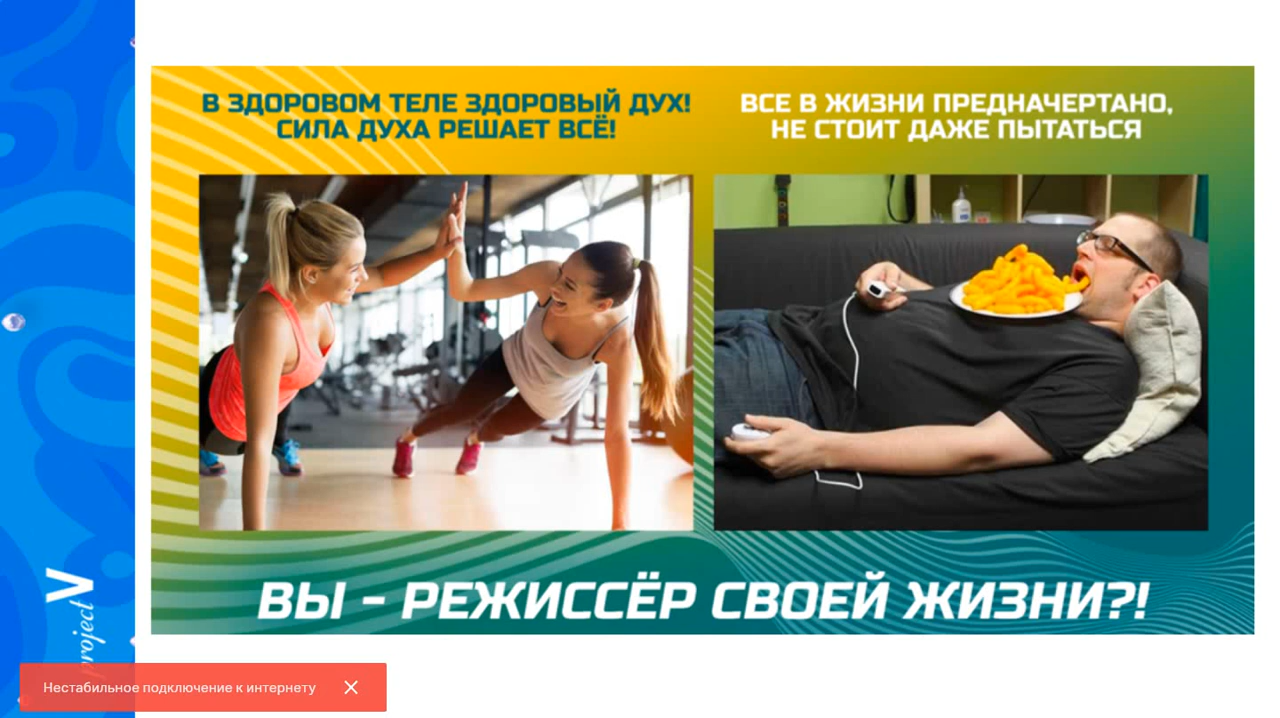 В ЗДОРОВОМ ТЕЛЕ ЗДОРОВЫЙ ДУХ!
СИЛА ДУХА РЕШАЕТ ВСЁ!
ВСЕ В ЖИЗНИ ПРЕДНАЧЕРТАНО,
НЕ СТОИТ ДАЖЕ ПЫТАТЬСЯ
ВЫ - РЕЖИССЁР СВОЕЙ ЖИЗНИ?!
V
project
Нестабильное подключение к интернету